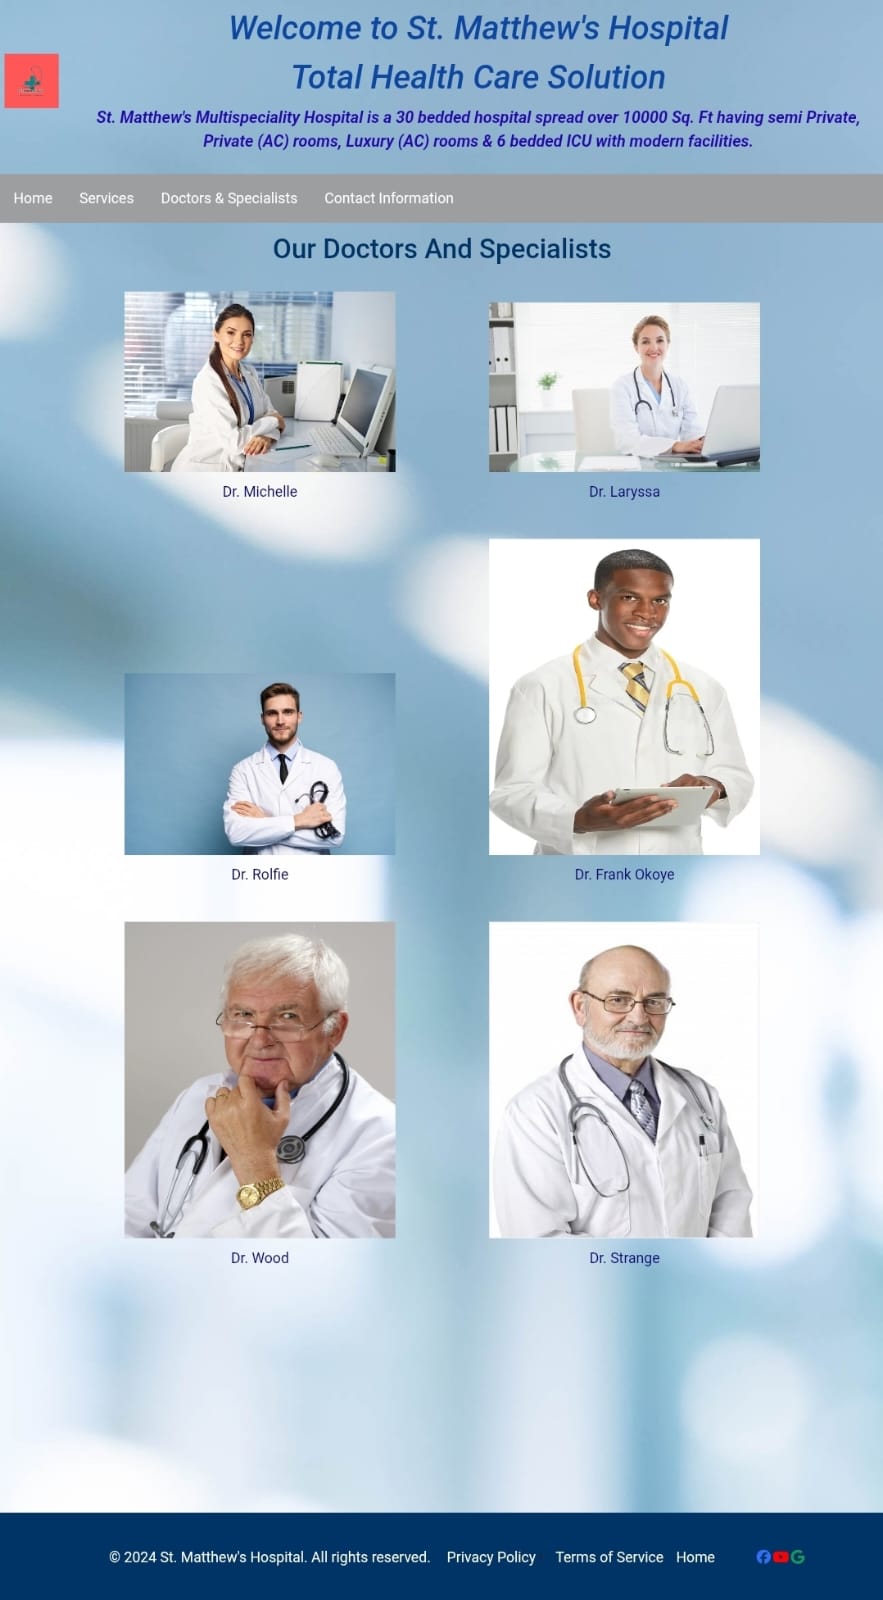 Welcome to St. Matthew's Hospital
Total Health Care Solution
St. Matthew's Multispeciality Hospital is a 30 bedded hospital spread over 10000 Sq. Ft having semi Private,
Private (AC) rooms, Luxury (AC) rooms & 6 bedded ICU with modern facilities.
Home Services Doctors & Specialists Contact Information
Our Doctors And Specialists
Dr. Michelle Dr. Laryssa
Dr. Rolfie Dr. Frank Okoye
Dr. Wood Dr. Strange
© 2024 St. Matthew's Hospital. All rights reserved. Privacy Policy Terms of Service Home